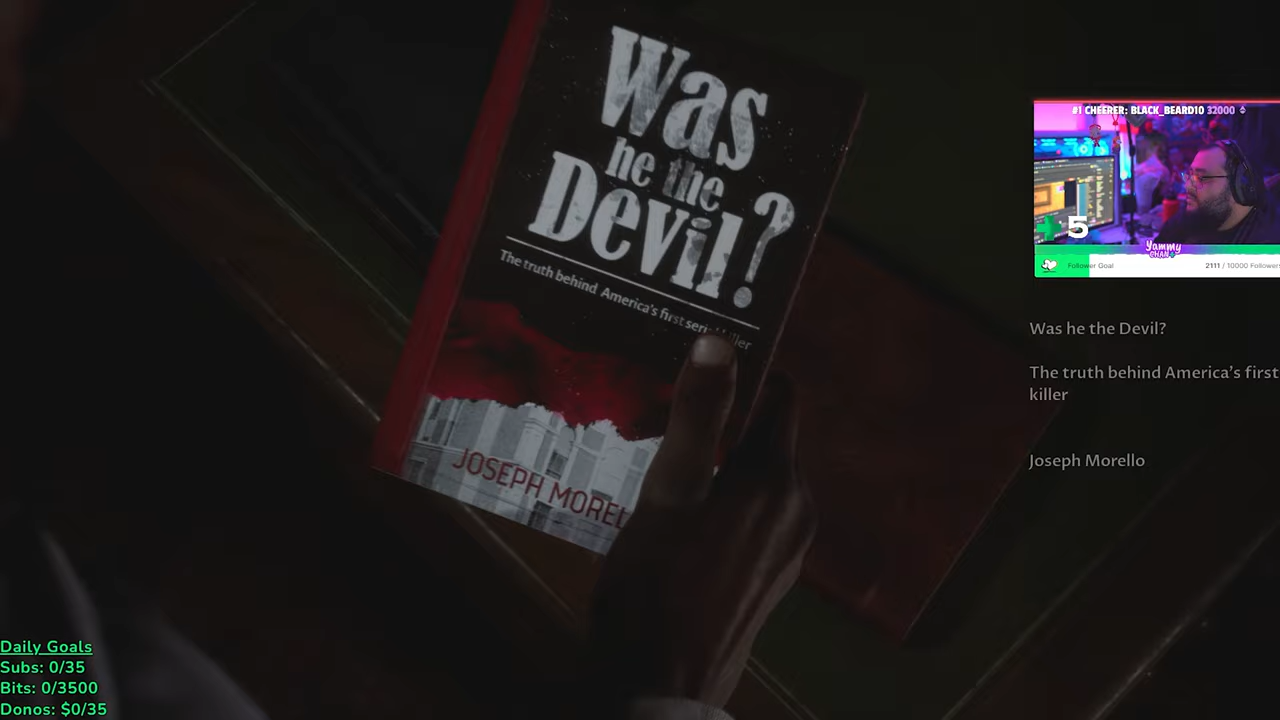 Was
he the
Devil?
The truth behind America's first serial killer
JOSEPH MOREL
#1 CHEERER: BLACK_BEARD10 32000
5
Yammy
Follower Goal
2111 / 10000 Followers
Was he the Devil?
The truth behind America's first
killer
Joseph Morello
Daily Goals
Subs: 0/35
Bits: 0/3500
Donos: $0/35